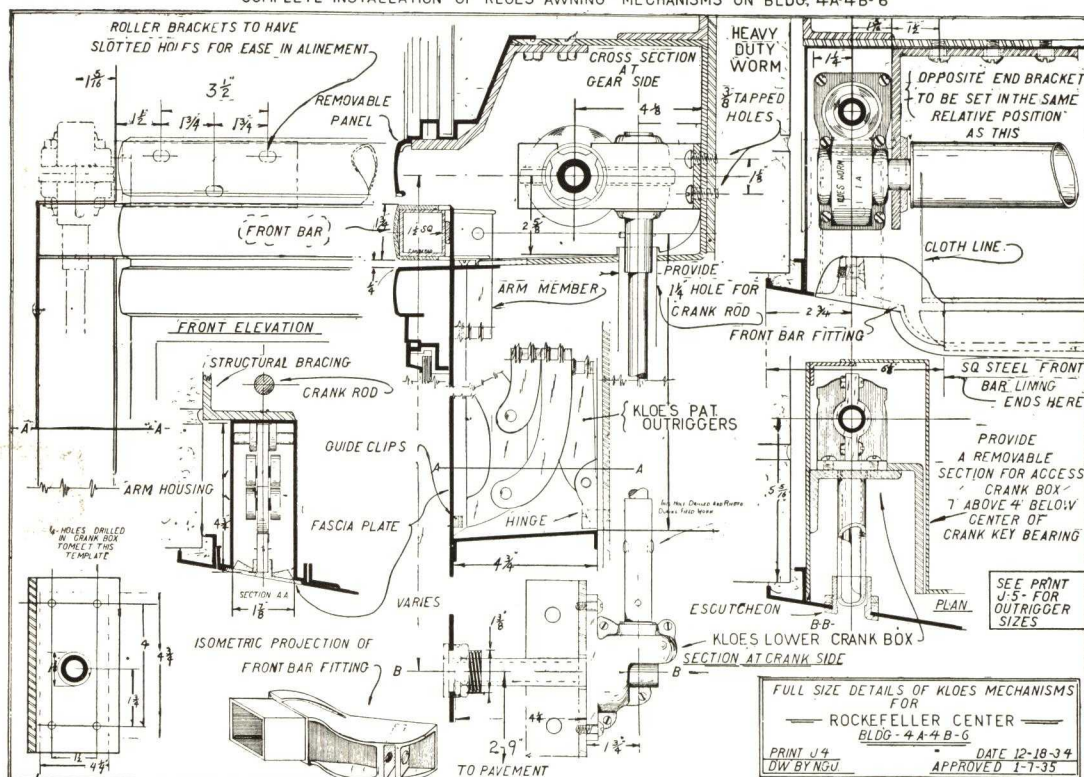 COMPLETE INSTALLATION OF KLOES AWNING MECHANISMS ON BLDG, 4A-4B-6
ROLLER BRACKETS TO HAVE
SLOTTED HOLES FOR EASE IN ALINEMENT
1 5/16
3 1/2"
1 1/2
1 3/4
1 3/4
REMOVABLE
PANEL
CROSS SECTION
AT
GEAR SIDE
4 1/8
HEAVY
DUTY
WORM
3/8 TAPPED
HOLES
1 1/8
1 1/2
1 1/4
OPPOSITE END BRACKET
TO BE SET IN THE SAME
RELATIVE POSITION
AS THIS
KLOES WORM
1A
FRONT BAR
1 3/4
1 1/2 SQ
2 5/8
1/4
CLOTH LINE
ARM MEMBER
PROVIDE
1 1/4 HOLE FOR
CRANK ROD
2 3/4
FRONT BAR FITTING
FRONT ELEVATION
STRUCTURAL BRACING
CRANK ROD
SQ STEEL FRONT
BAR LINING
ENDS HERE
KLOES PAT.
OUTRIGGERS
GUIDE CLIPS
A
A
A
A
ARM HOUSING
FASCIA PLATE
HINGE
PROVIDE
A REMOVABLE
SECTION FOR ACCESS
CRANK BOX
7" ABOVE 4" BELOW
CENTER OF
CRANK KEY BEARING
5 5/16
HOLES DRILLED
IN CRANK BOX
TO MEET THIS
TEMPLATE
SECTION AA
1 7/8"
4 3/4"
VARIES
ESCUTCHEON
B-B-
PLAN
SEE PRINT
J-5- FOR
OUTRIGGER
SIZES
KLOES LOWER CRANK BOX
SECTION AT CRANK SIDE
ISOMETRIC PROJECTION OF
FRONT BAR FITTING
1 1/8"
B
B
4
4 3/4
1 3/4"
2'-9"
TO PAVEMENT
FULL SIZE DETAILS OF KLOES MECHANISMS
FOR
ROCKEFELLER CENTER
BLDG-4A-4B-6
PRINT J4
DATE 12-18-34
DW BY NGU
APPROVED 1-7-35